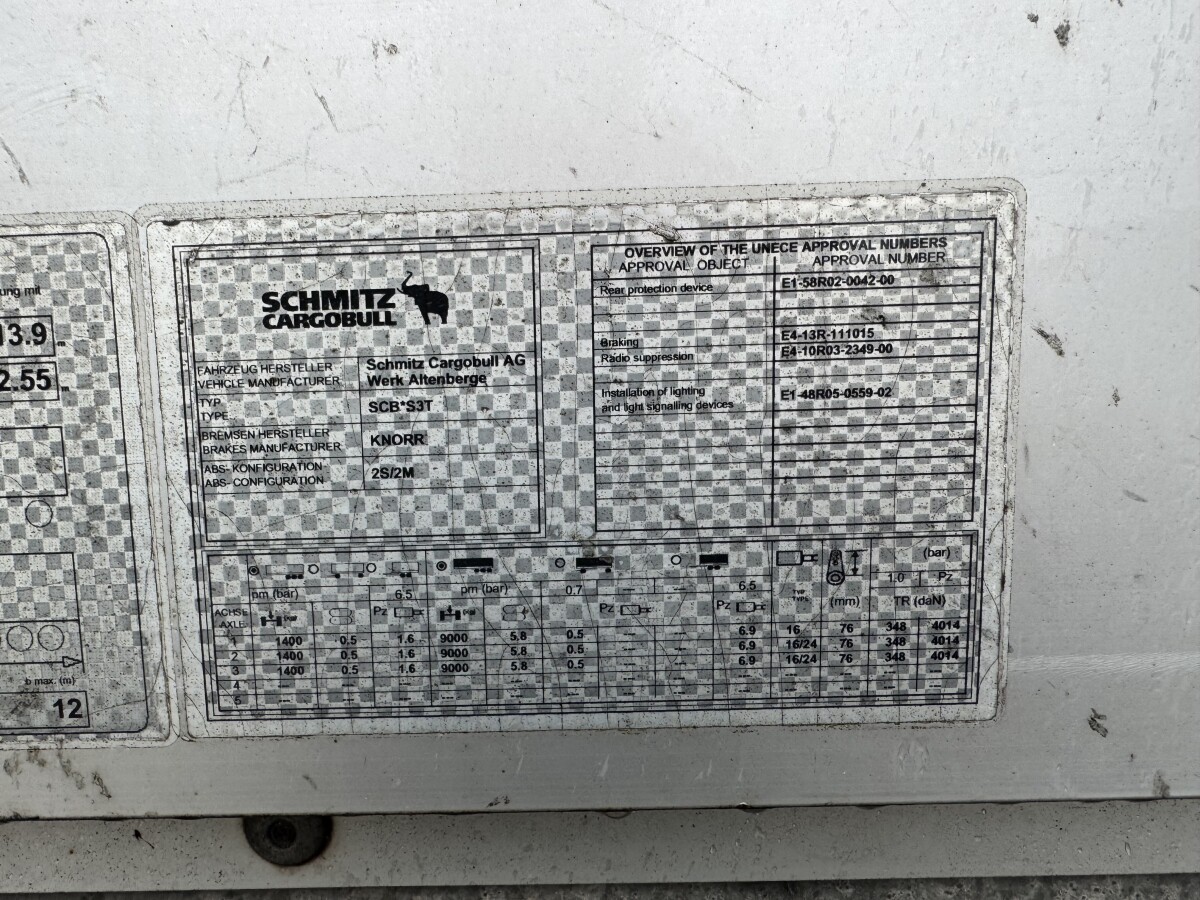 ung mit
13.9
2.55
b max. (m)
12
SCHMITZ
CARGOBULL
FAHRZEUG HERSTELLER
VEHICLE MANUFACTURER
Schmitz Cargobull AG
Werk Altenberge
TYP
TYPE
SCB*S3T
BREMSEN HERSTELLER
BRAKES MANUFACTURER
KNORR
ABS- KONFIGURATION
ABS- CONFIGURATION
2S/2M
OVERVIEW OF THE UNECE APPROVAL NUMBERS
APPROVAL OBJECT APPROVAL NUMBER
Rear protection device E1-58R02-0042-00
Braking E4-13R-111015
Radio suppression E4-10R03-2349-00
Installation of lighting
and light signalling devices E1-48R05-0559-02
(bar)
pm (bar) 6.5 pm (bar) 0.7 --- --- 6.5 TYP TYPE (mm) 1.0 Pz
ACHSE
AXLE Pz Pz Pz TR (daN)
1 1400 0.5 1.6 9000 5.8 0.5 --- --- 6.9 16 76 348 4014
2 1400 0.5 1.6 9000 5.8 0.5 --- --- 6.9 16/24 76 348 4014
3 1400 0.5 1.6 9000 5.8 0.5 --- --- 6.9 16/24 76 348 4014
4 --- --- --- --- --- --- --- --- --- --- --- --- ---
5 --- --- --- --- --- --- --- --- --- --- --- --- ---